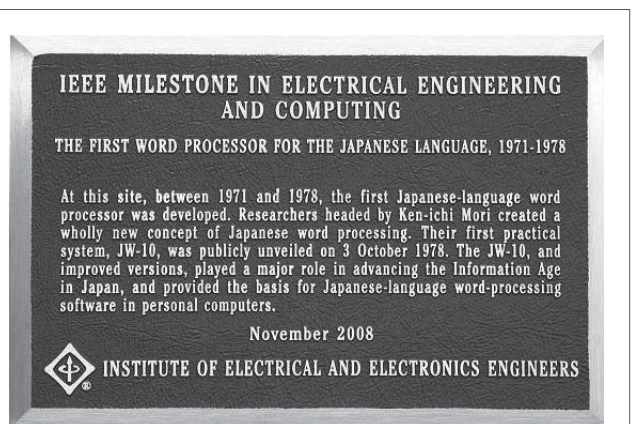 IEEE MILESTONE IN ELECTRICAL ENGINEERING
AND COMPUTING
THE FIRST WORD PROCESSOR FOR THE JAPANESE LANGUAGE, 1971-1978
At this site, between 1971 and 1978, the first Japanese-language word
processor was developed. Researchers headed by Ken-ichi Mori created a
wholly new concept of Japanese word processing. Their first practical
system, JW-10, was publicly unveiled on 3 October 1978. The JW-10, and
improved versions, played a major role in advancing the Information Age
in Japan, and provided the basis for Japanese-language word-processing
software in personal computers.
November 2008
® INSTITUTE OF ELECTRICAL AND ELECTRONICS ENGINEERS